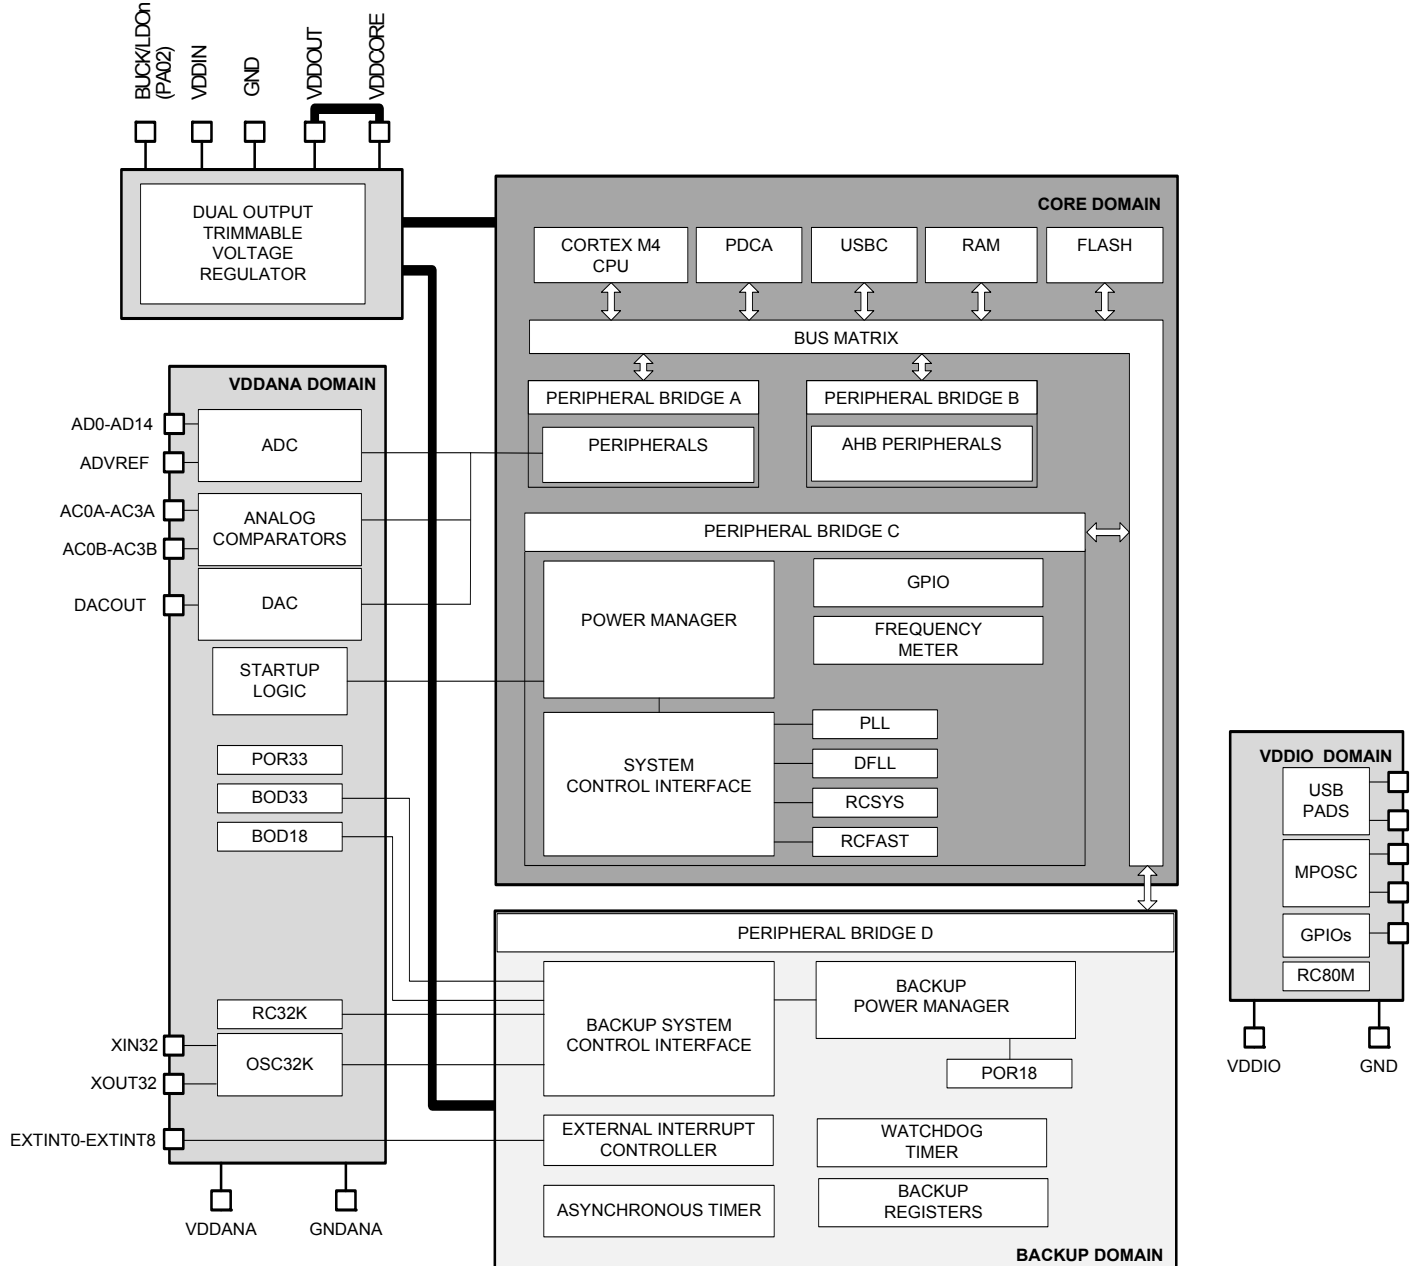 BUCK/LDOn
(PA02)
VDDIN
GND
VDDOUT
VDDCORE
DUAL OUTPUT
TRIMMABLE
VOLTAGE
REGULATOR
CORE DOMAIN
CORTEX M4
CPU
PDCA
USBC
RAM
FLASH
BUS MATRIX
PERIPHERAL BRIDGE A
PERIPHERALS
PERIPHERAL BRIDGE B
AHB PERIPHERALS
PERIPHERAL BRIDGE C
POWER MANAGER
GPIO
FREQUENCY
METER
SYSTEM
CONTROL INTERFACE
PLL
DFLL
RCSYS
RCFAST
VDDANA DOMAIN
AD0-AD14
ADVREF
ADC
AC0A-AC3A
AC0B-AC3B
ANALOG
COMPARATORS
DACOUT
DAC
STARTUP
LOGIC
POR33
BOD33
BOD18
RC32K
XIN32
XOUT32
OSC32K
EXTINT0-EXTINT8
VDDANA
GNDANA
PERIPHERAL BRIDGE D
BACKUP SYSTEM
CONTROL INTERFACE
BACKUP
POWER MANAGER
POR18
EXTERNAL INTERRUPT
CONTROLLER
WATCHDOG
TIMER
ASYNCHRONOUS TIMER
BACKUP
REGISTERS
BACKUP DOMAIN
VDDIO DOMAIN
USB
PADS
MPOSC
GPIOs
RC80M
VDDIO
GND